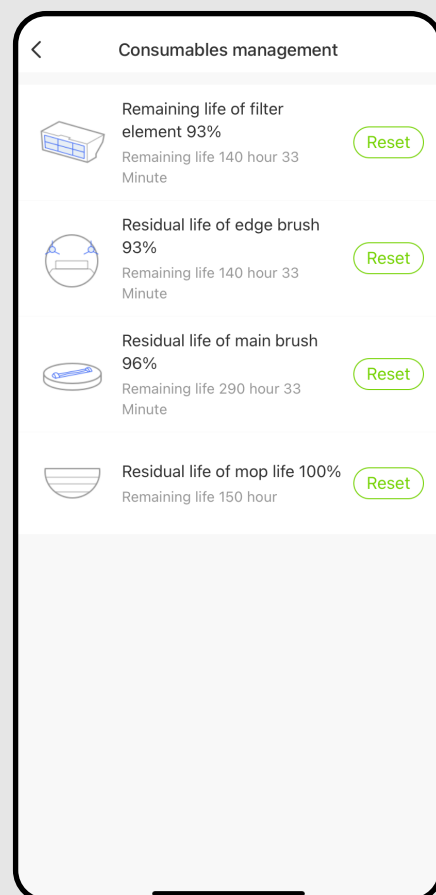 Consumables management
Remaining life of filter
element 93%
Remaining life 140 hour 33
Minute
Reset
Residual life of edge brush
93%
Remaining life 140 hour 33
Minute
Reset
Residual life of main brush
96%
Remaining life 290 hour 33
Minute
Reset
Residual life of mop life 100%
Remaining life 150 hour
Reset